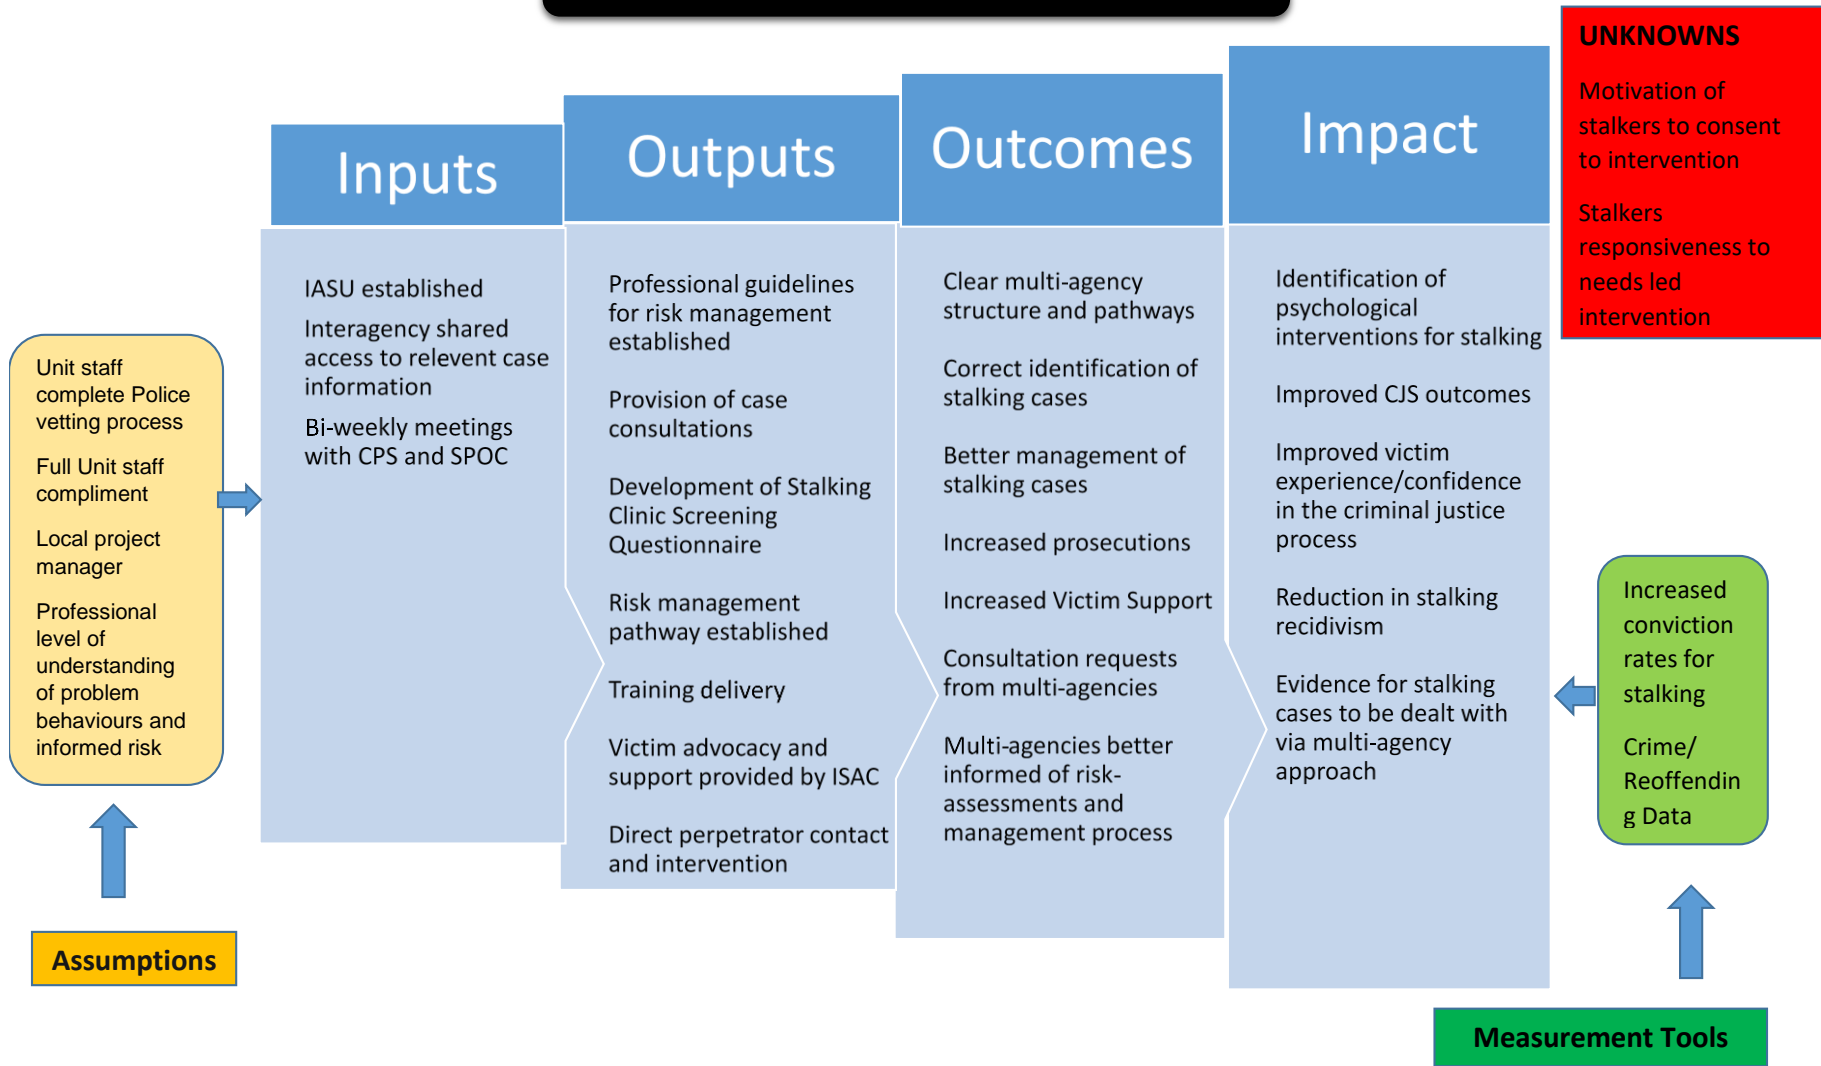 Inputs
IASU established
Interagency shared
access to relevent case
information
Bi-weekly meetings
with CPS and SPOC
Outputs
Professional guidelines
for risk management
established
Provision of case
consultations
Development of Stalking
Clinic Screening
Questionnaire
Risk management
pathway established
Training delivery
Victim advocacy and
support provided by ISAC
Direct perpetrator contact
and intervention
Outcomes
Clear multi-agency
structure and pathways
Correct identification of
stalking cases
Better management of
stalking cases
Increased prosecutions
Increased Victim Support
Consultation requests
from multi-agencies
Multi-agencies better
informed of risk-
assessments and
management process
Impact
Identification of
psychological
interventions for stalking
Improved CJS outcomes
Improved victim
experience/confidence
in the criminal justice
process
Reduction in stalking
recidivism
Evidence for stalking
cases to be dealt with
via multi-agency
approach
UNKNOWNS
Motivation of
stalkers to consent
to intervention
Stalkers
responsiveness to
needs led
intervention
Unit staff
complete Police
vetting process
Full Unit staff
compliment
Local project
manager
Professional
level of
understanding
of problem
behaviours and
informed risk
Assumptions
Increased
conviction
rates for
stalking
Crime/
Reoffendin
g Data
Measurement Tools